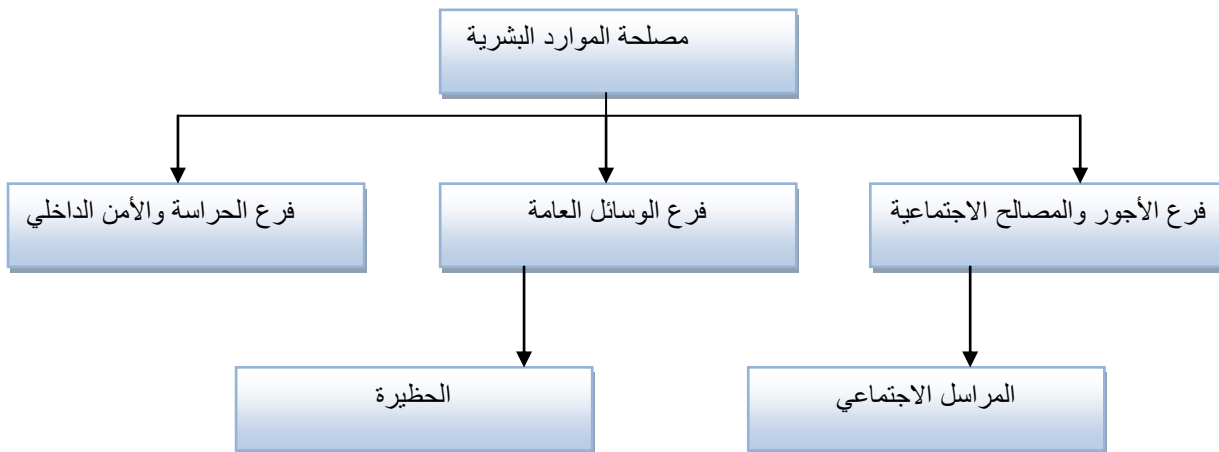 مصلحة الموارد البشرية
فرع الأجور والمصالح الاجتماعية
فرع الوسائل العامة
فرع الحراسة والأمن الداخلي
المراسل الاجتماعي
الحظيرة